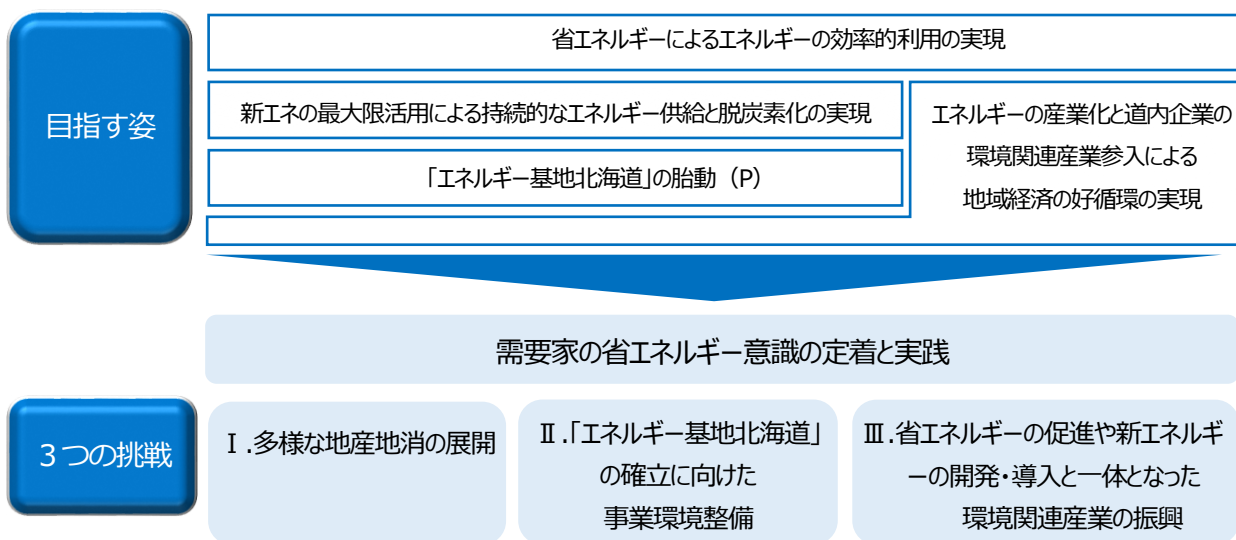 目指す姿
省エネルギーによるエネルギーの効率的利用の実現
新エネの最大限活用による持続的なエネルギー供給と脱炭素化の実現
「エネルギー基地北海道」の胎動（P）
エネルギーの産業化と道内企業の
環境関連産業参入による
地域経済の好循環の実現
需要家の省エネルギー意識の定着と実践
３つの挑戦
Ⅰ.多様な地産地消の展開
Ⅱ.「エネルギー基地北海道」
の確立に向けた
事業環境整備
Ⅲ.省エネルギーの促進や新エネルギ
ーの開発・導入と一体となった
環境関連産業の振興